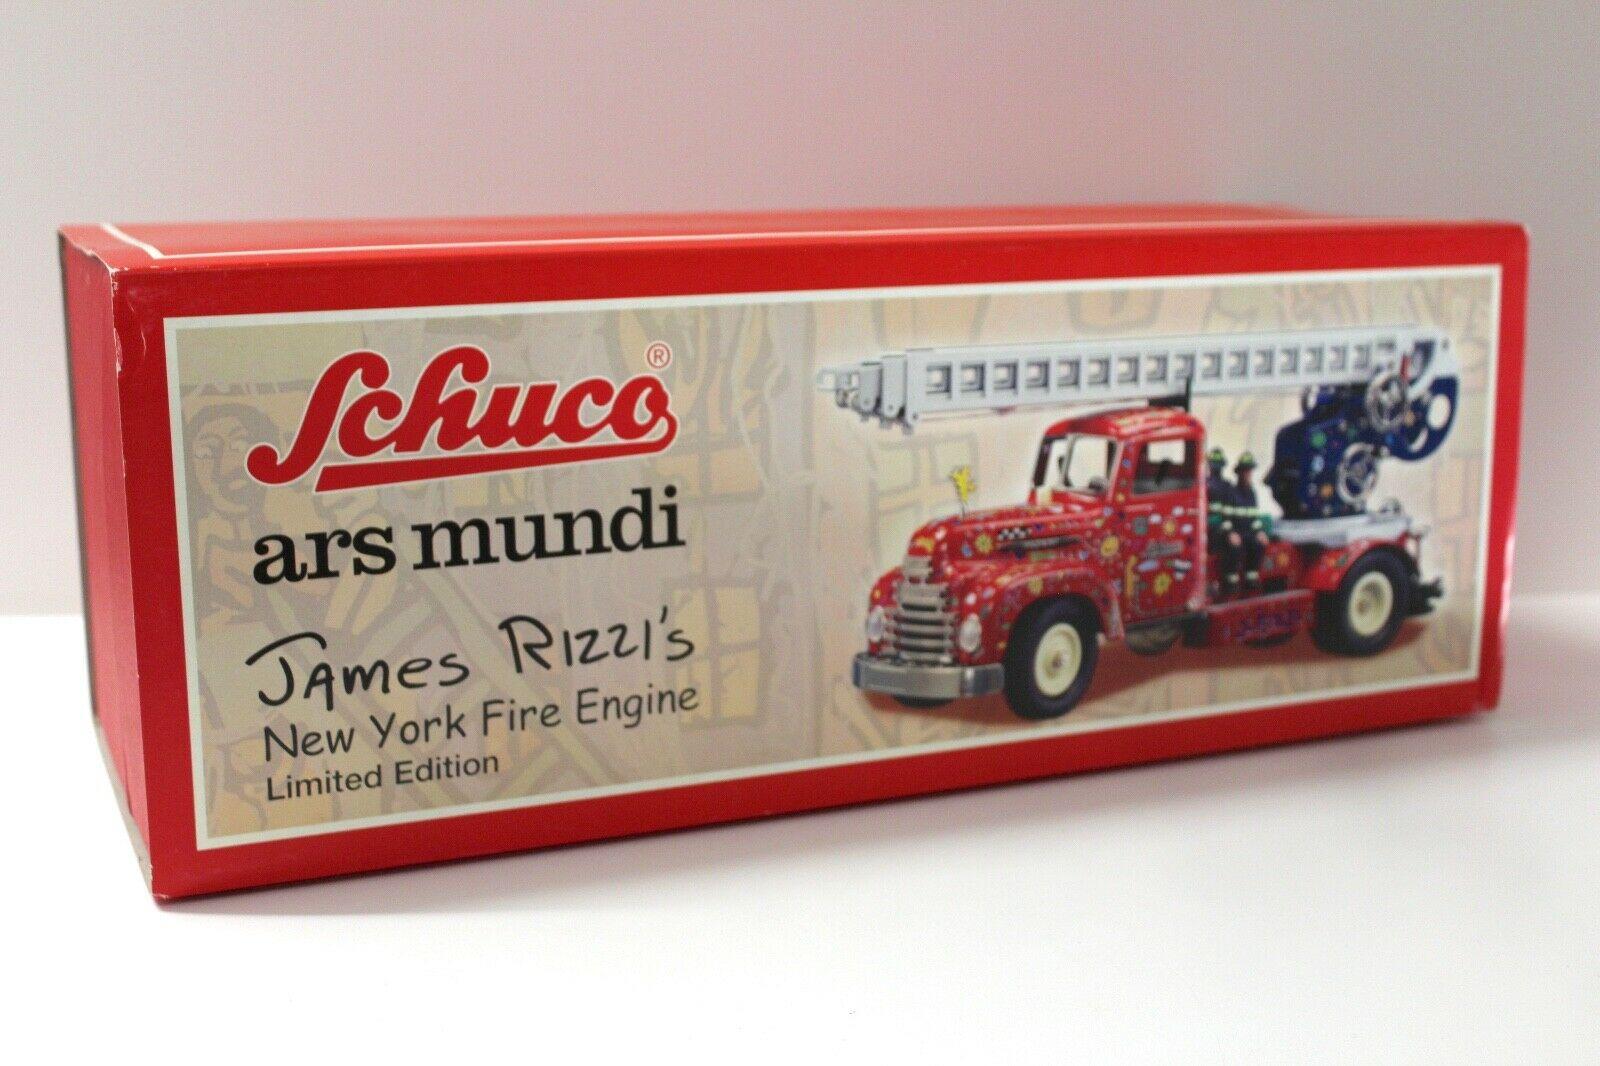 Schuco®
ars mundi
JAMES RIZZI's
New York Fire Engine
Limited Edition